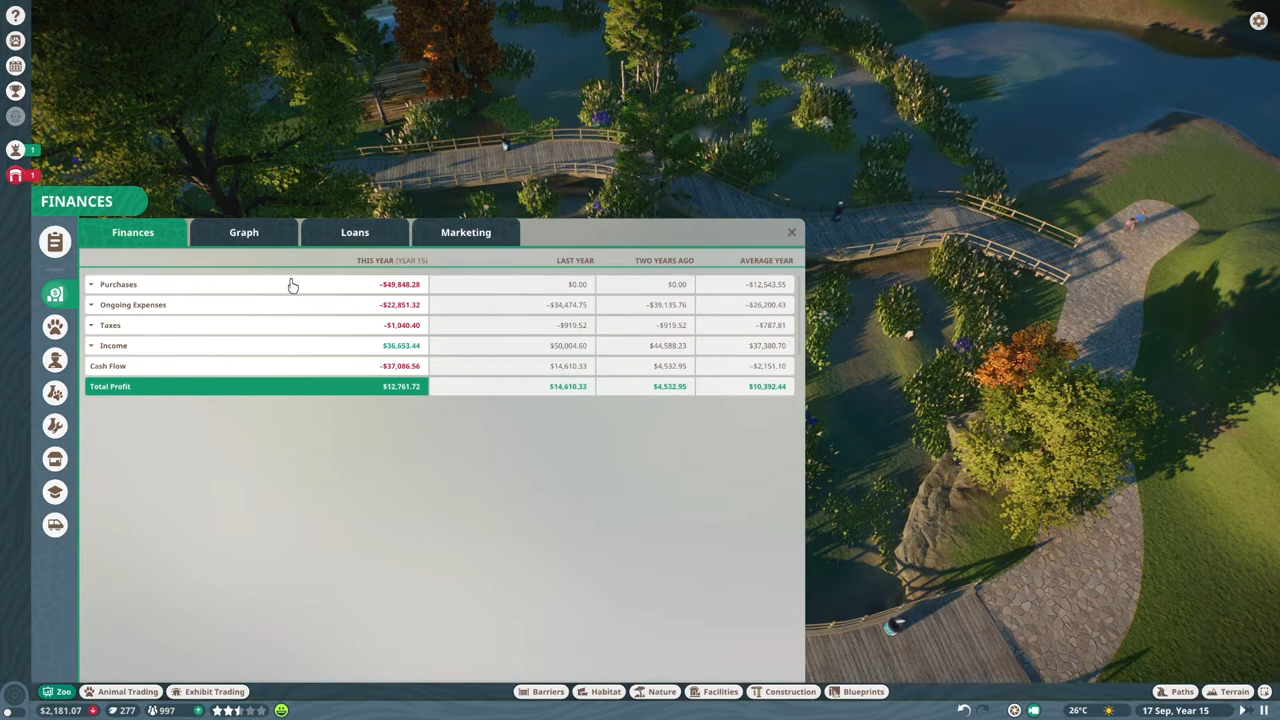 ?
1
1
FINANCES
Finances Graph Loans Marketing
THIS YEAR (YEAR 15) LAST YEAR TWO YEARS AGO AVERAGE YEAR
Purchases -$49,848.28 $0.00 $0.00 -$12,543.55
Ongoing Expenses -$22,851.32 -$34,474.75 -$39,135.76 -$26,200.43
Taxes -$1,040.40 -$919.52 -$919.52 -$787.81
Income $36,653.44 $50,004.60 $44,588.23 $37,380.70
Cash Flow -$37,086.56 $14,610.33 $4,532.95 -$2,151.10
Total Profit $12,761.72 $14,610.33 $4,532.95 $10,392.44
Zoo Animal Trading Exhibit Trading Barriers Habitat Nature Facilities Construction Blueprints Paths Terrain
$2,181.07 277 997 26°C 17 Sep, Year 15